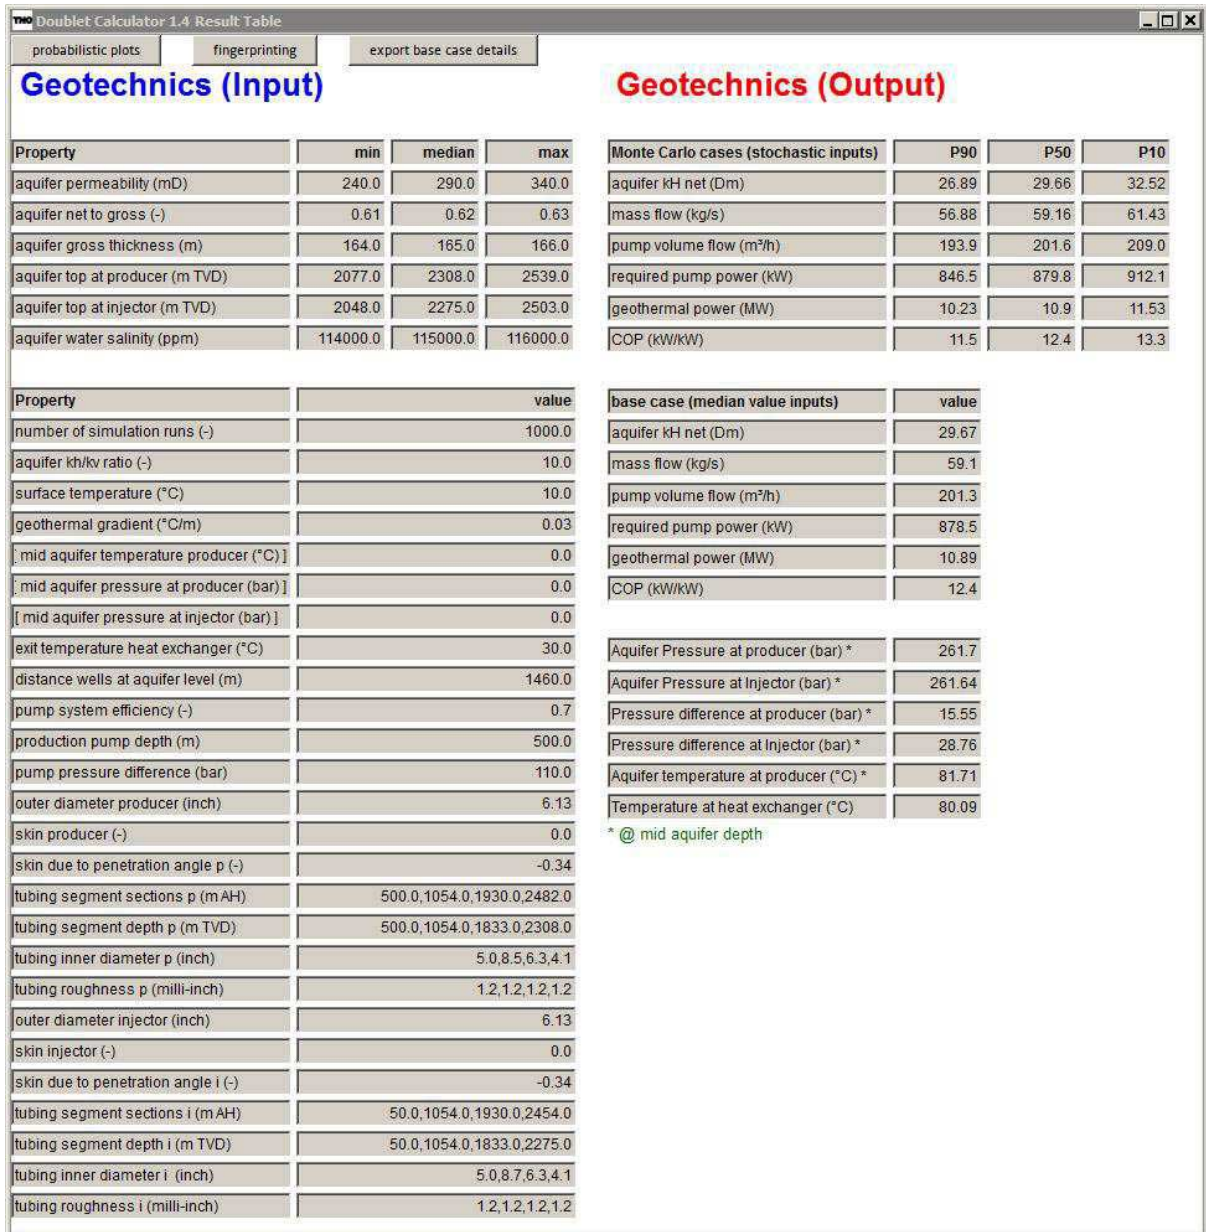 TNO Doublet Calculator 1.4 Result Table
probabilistic plots fingerprinting export base case details
Geotechnics (Input)
Property min median max
aquifer permeability (mD) 240.0 290.0 340.0
aquifer net to gross (-) 0.61 0.62 0.63
aquifer gross thickness (m) 164.0 165.0 166.0
aquifer top at producer (m TVD) 2077.0 2308.0 2539.0
aquifer top at injector (m TVD) 2048.0 2275.0 2503.0
aquifer water salinity (ppm) 114000.0 115000.0 116000.0
Property value
number of simulation runs (-) 1000.0
aquifer kh/kv ratio (-) 10.0
surface temperature (°C) 10.0
geothermal gradient (°C/m) 0.03
[ mid aquifer temperature producer (°C) ] 0.0
[ mid aquifer pressure at producer (bar) ] 0.0
[ mid aquifer pressure at injector (bar) ] 0.0
exit temperature heat exchanger (°C) 30.0
distance wells at aquifer level (m) 1460.0
pump system efficiency (-) 0.7
production pump depth (m) 500.0
pump pressure difference (bar) 110.0
outer diameter producer (inch) 6.13
skin producer (-) 0.0
skin due to penetration angle p (-) -0.34
tubing segment sections p (m AH) 500.0,1054.0,1930.0,2482.0
tubing segment depth p (m TVD) 500.0,1054.0,1833.0,2308.0
tubing inner diameter p (inch) 5.0,8.5,6.3,4.1
tubing roughness p (milli-inch) 1.2,1.2,1.2,1.2
outer diameter injector (inch) 6.13
skin injector (-) 0.0
skin due to penetration angle i (-) -0.34
tubing segment sections i (m AH) 50.0,1054.0,1930.0,2454.0
tubing segment depth i (m TVD) 50.0,1054.0,1833.0,2275.0
tubing inner diameter i (inch) 5.0,8.7,6.3,4.1
tubing roughness i (milli-inch) 1.2,1.2,1.2,1.2
Geotechnics (Output)
Monte Carlo cases (stochastic inputs) P90 P50 P10
aquifer kH net (Dm) 26.89 29.66 32.52
mass flow (kg/s) 56.88 59.16 61.43
pump volume flow (m³/h) 193.9 201.6 209.0
required pump power (kW) 846.5 879.8 912.1
geothermal power (MW) 10.23 10.9 11.53
COP (kW/kW) 11.5 12.4 13.3
base case (median value inputs) value
aquifer kH net (Dm) 29.67
mass flow (kg/s) 59.1
pump volume flow (m³/h) 201.3
required pump power (kW) 878.5
geothermal power (MW) 10.89
COP (kW/kW) 12.4
Aquifer Pressure at producer (bar) * 261.7
Aquifer Pressure at Injector (bar) * 261.64
Pressure difference at producer (bar) * 15.55
Pressure difference at Injector (bar) * 28.76
Aquifer temperature at producer (°C) * 81.71
Temperature at heat exchanger (°C) 80.09
* @ mid aquifer depth